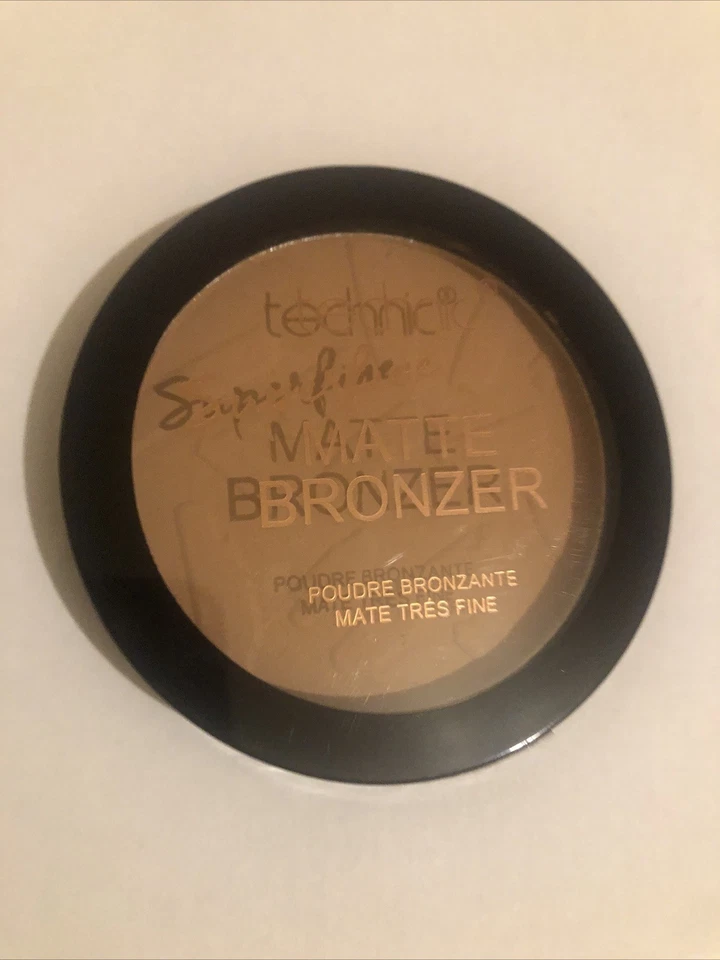 technic®
Superfine
MATTE
BRONZER
POUDRE BRONZANTE
MATE TRÉS FINE